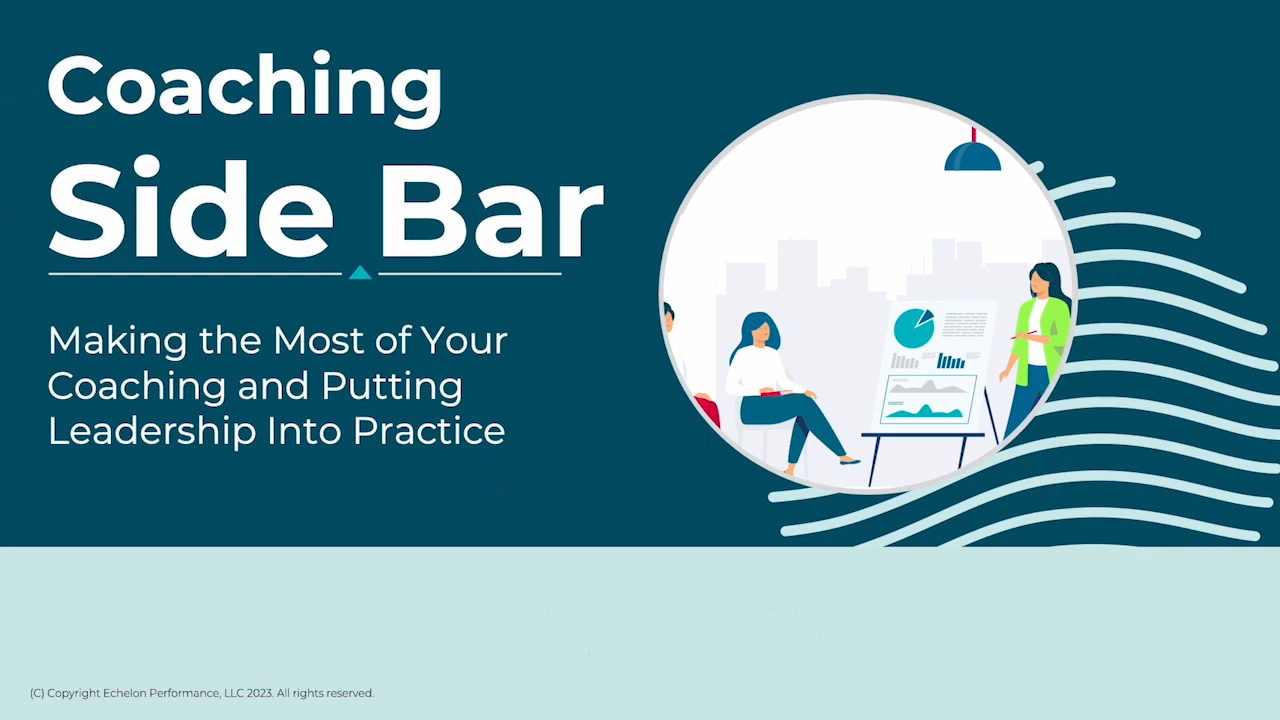 Coaching
Side Bar
Making the Most of Your
Coaching and Putting
Leadership Into Practice
(C) Copyright Echelon Performance, LLC 2023. All rights reserved.